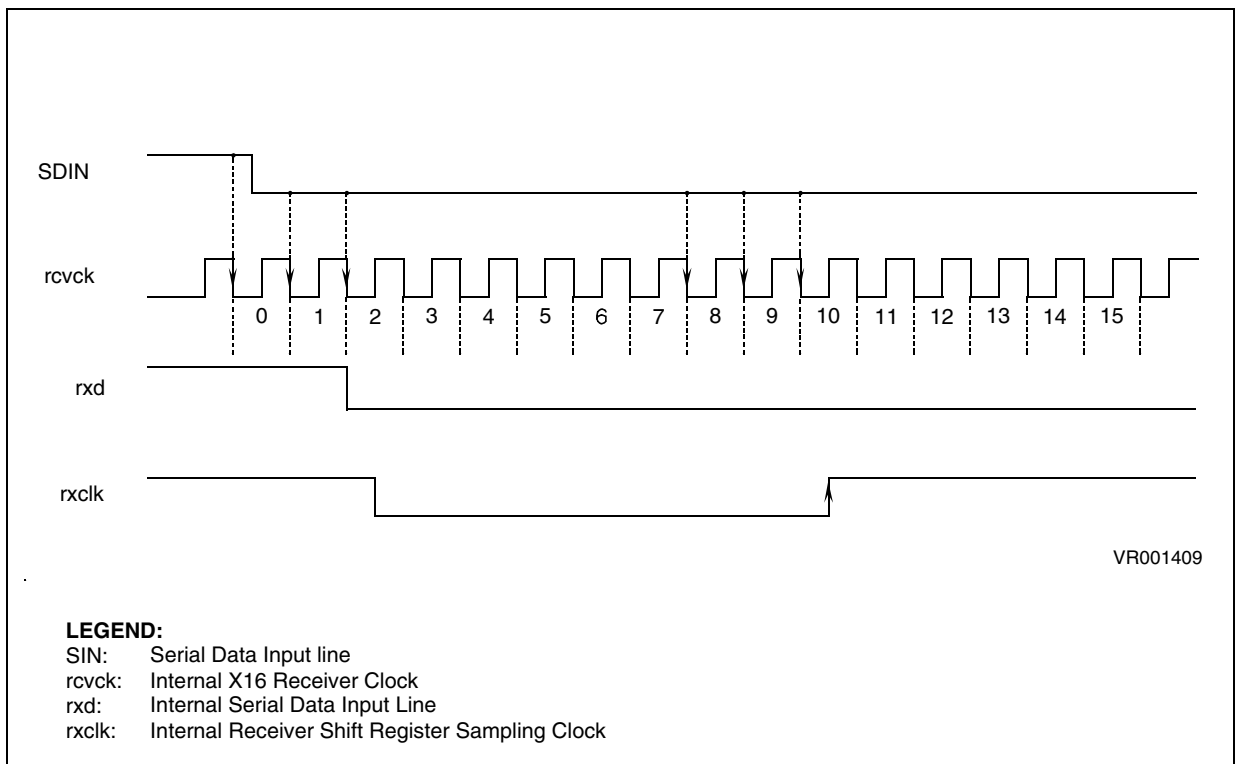 SDIN
rcvck
0 1 2 3 4 5 6 7 8 9 10 11 12 13 14 15
rxd
rxclk
VR001409
.
LEGEND:
SIN: Serial Data Input line
rcvck: Internal X16 Receiver Clock
rxd: Internal Serial Data Input Line
rxclk: Internal Receiver Shift Register Sampling Clock